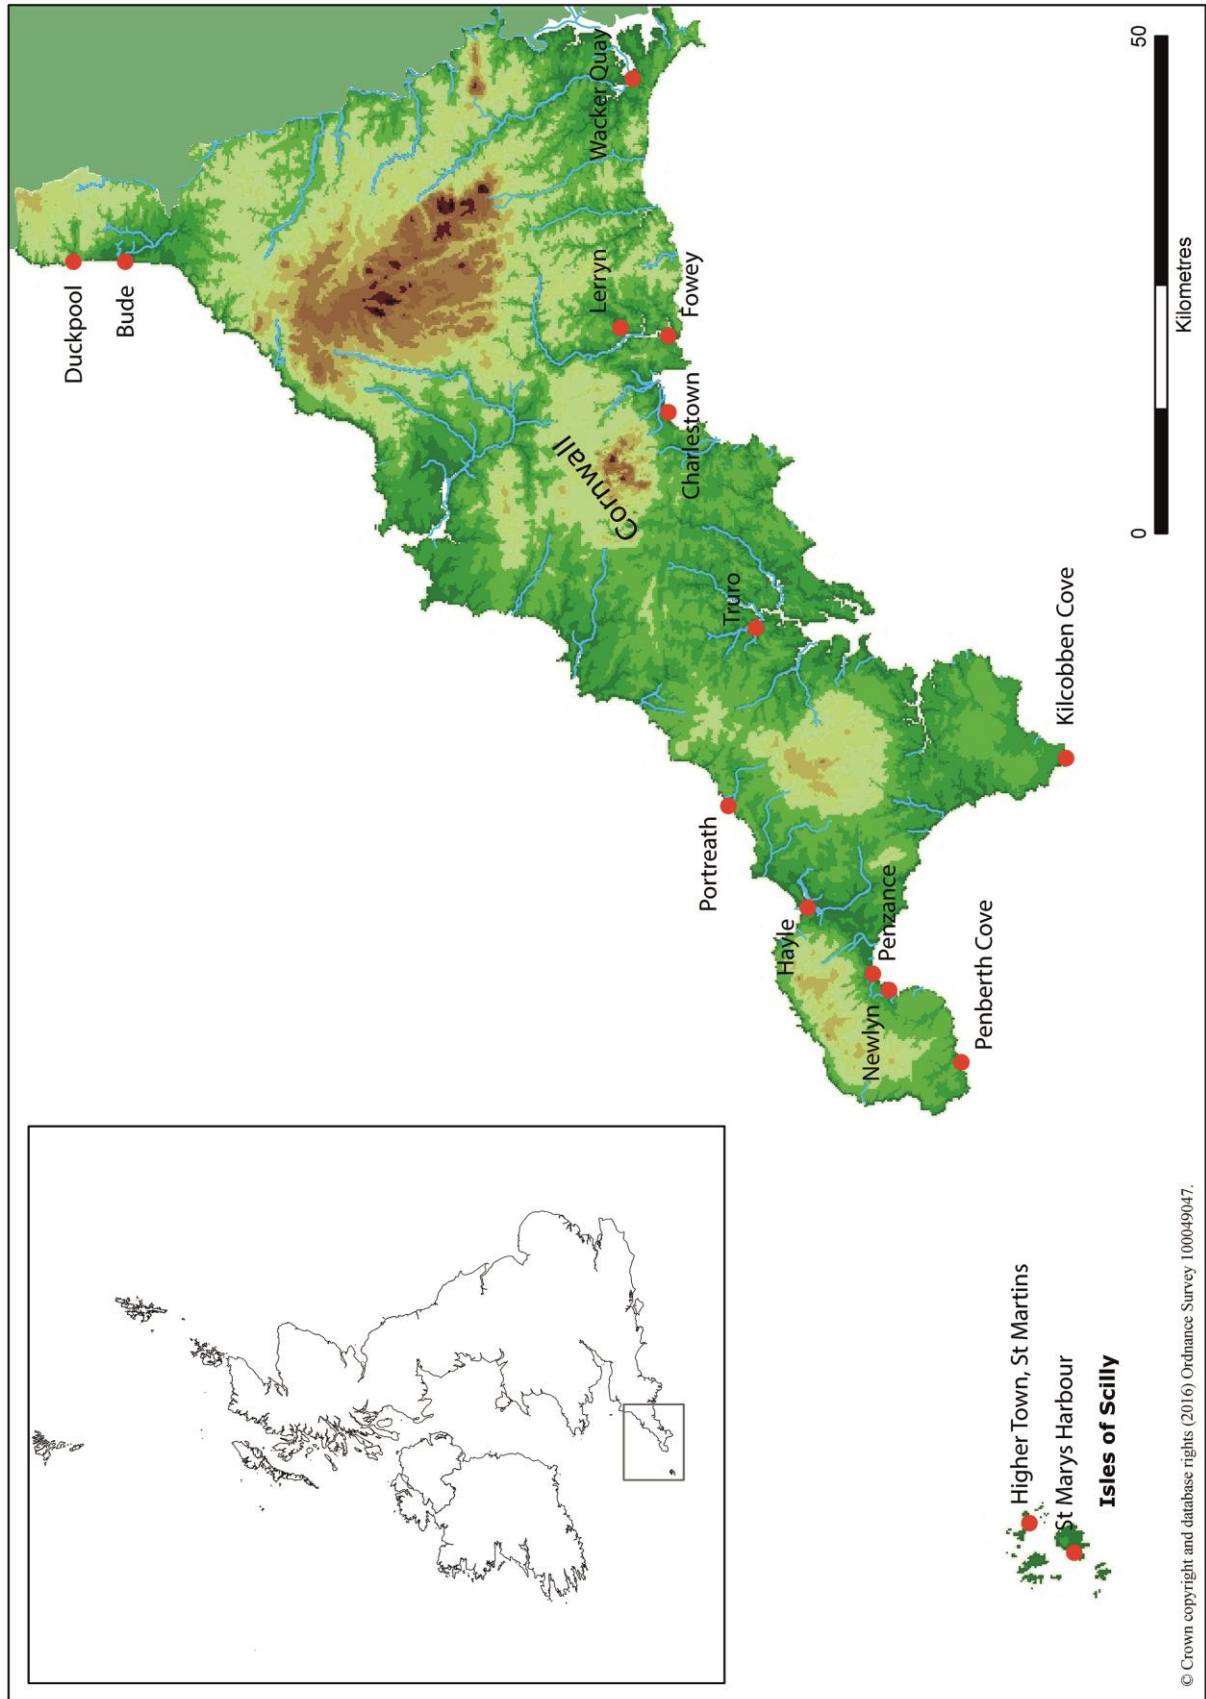 Duckpool
Bude
Lerryn
Wacker Quay
Fowey
Charlestown
Cornwall
Truro
Portreath
Hayle
Penzance
Newlyn
Penberth Cove
Kilcobben Cove
Higher Town, St Martins
St Marys Harbour
Isles of Scilly
0 50
Kilometres
© Crown copyright and database rights (2016) Ordnance Survey 100049047.